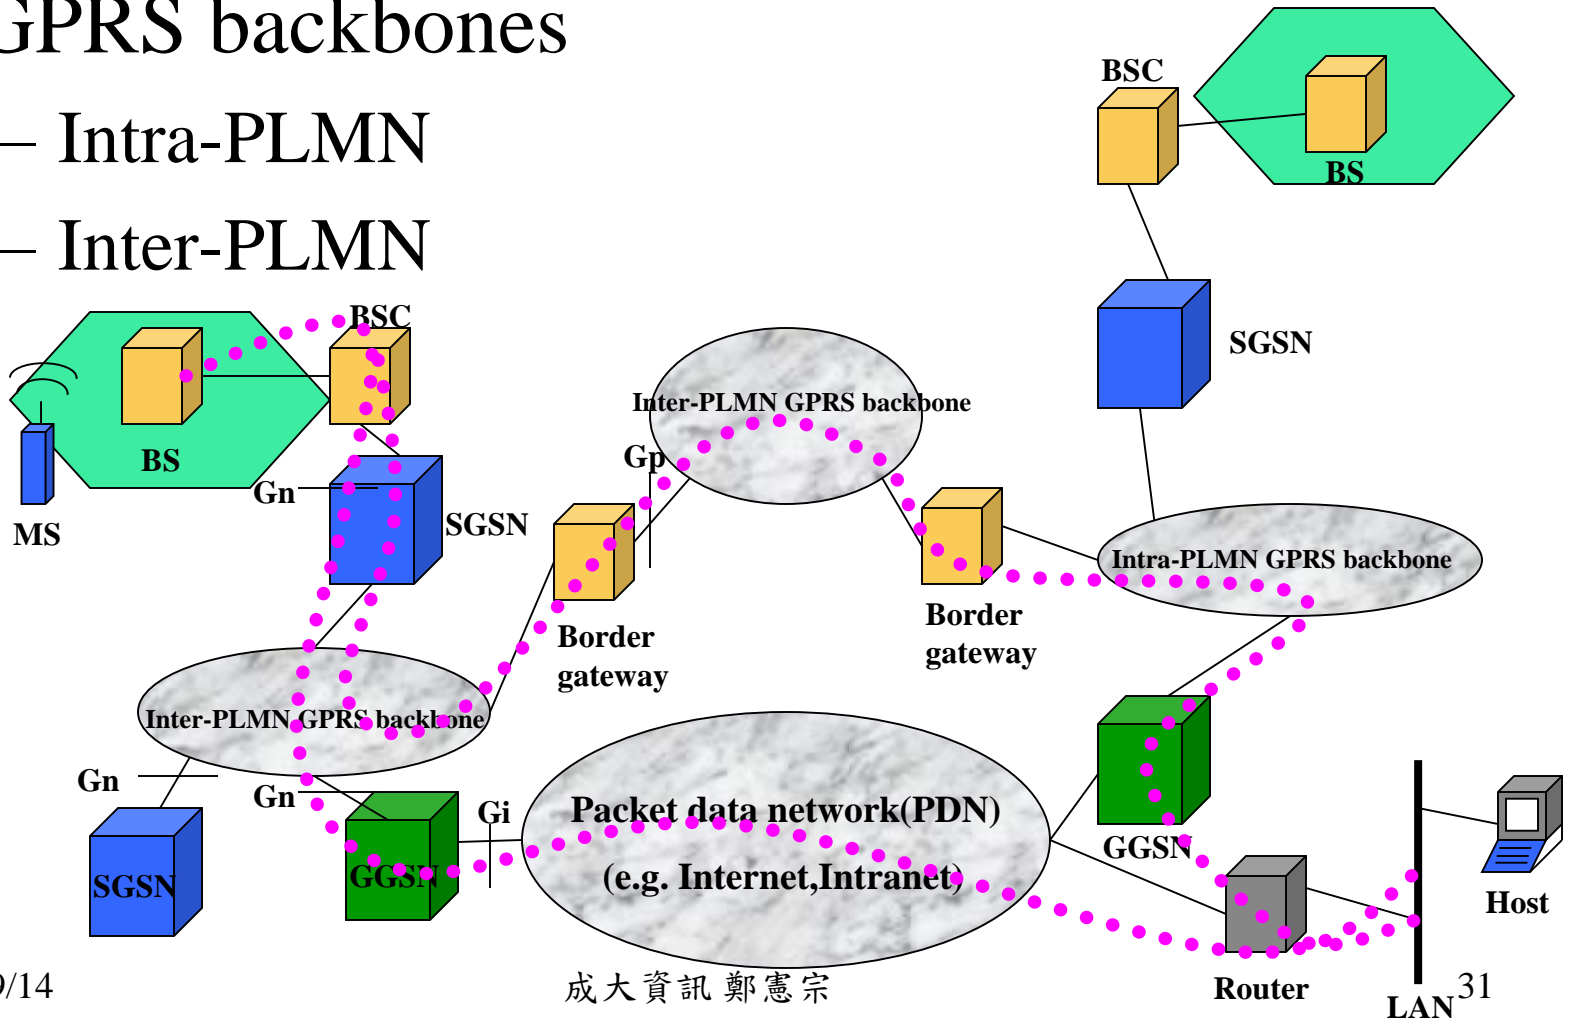 GPRS backbones
– Intra-PLMN
– Inter-PLMN
BSC
BS
SGSN
BSC
BS
MS
Gn
SGSN
Inter-PLMN GPRS backbone
Gp
Border
gateway
Border
gateway
Intra-PLMN GPRS backbone
Inter-PLMN GPRS backbone
Gn
Gn
SGSN
GGSN
Gi
Packet data network(PDN)
(e.g. Internet,Intranet)
GGSN
Router
LAN
Host
9/14
成大資訊 鄭憲宗
31